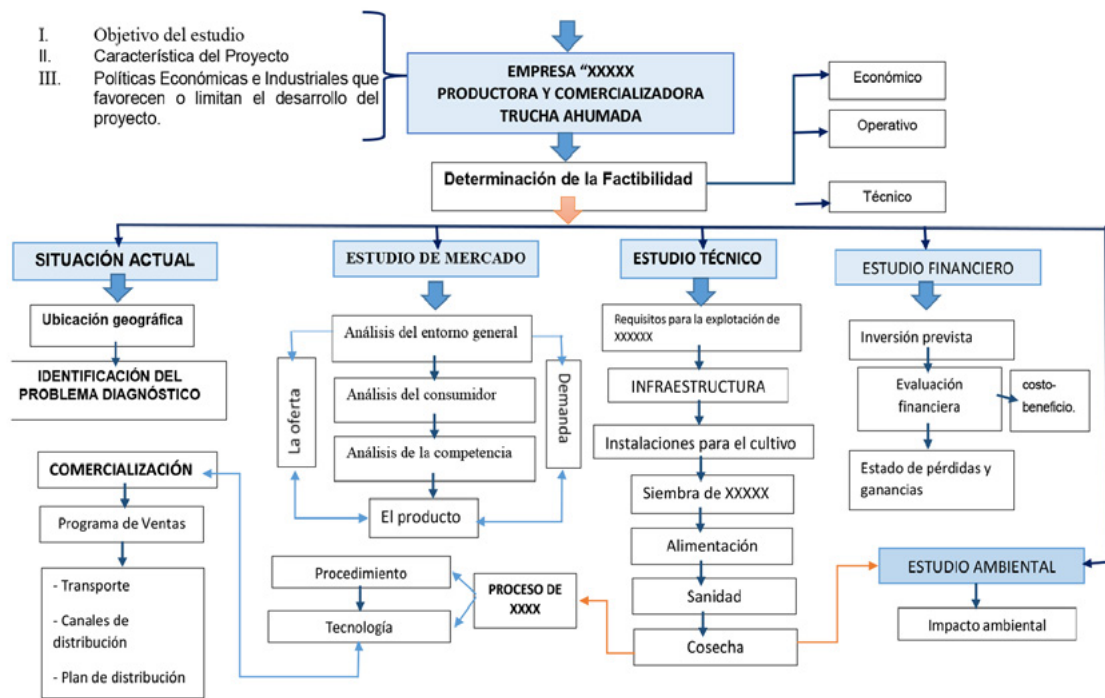 I. Objetivo del estudio
II. Característica del Proyecto
III. Políticas Económicas e Industriales que
favorecen o limitan el desarrollo del
proyecto.
EMPRESA “XXXXX
PRODUCTORA Y COMERCIALIZADORA
TRUCHA AHUMADA
Económico
Operativo
Técnico
Determinación de la Factibilidad
SITUACIÓN ACTUAL
Ubicación geográfica
IDENTIFICACIÓN DEL
PROBLEMA DIAGNÓSTICO
ESTUDIO DE MERCADO
Análisis del entorno general
Análisis del consumidor
Análisis de la competencia
El producto
La oferta
Demanda
ESTUDIO TÉCNICO
Requisitos para la explotación de
XXXXXX
INFRAESTRUCTURA
Instalaciones para el cultivo
Siembra de XXXXX
Alimentación
Sanidad
Cosecha
ESTUDIO FINANCIERO
Inversión prevista
Evaluación
financiera
costo-
beneficio.
Estado de pérdidas y
ganancias
ESTUDIO AMBIENTAL
Impacto ambiental
PROCESO DE
XXXX
Procedimiento
Tecnología
COMERCIALIZACIÓN
Programa de Ventas
- Transporte
- Canales de
distribución
- Plan de distribución